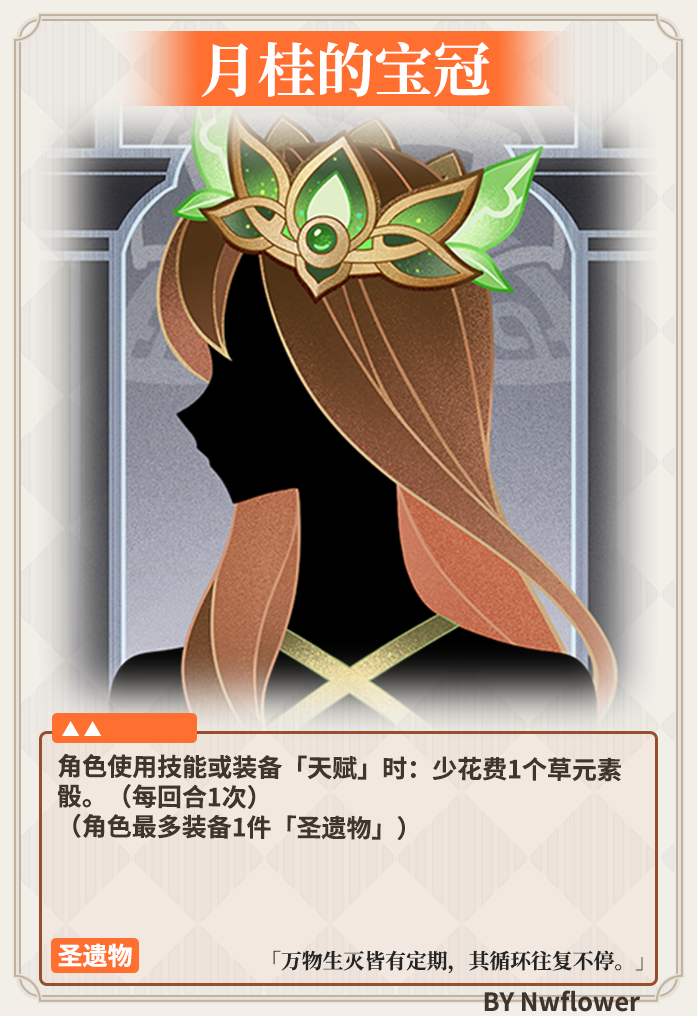 月桂的宝冠
角色使用技能或装备「天赋」时：少花费1个草元素
骰。（每回合1次）
（角色最多装备1件「圣遗物」）
圣遗物
「万物生灭皆有定期，其循环往复不停。」
BY Nwflower